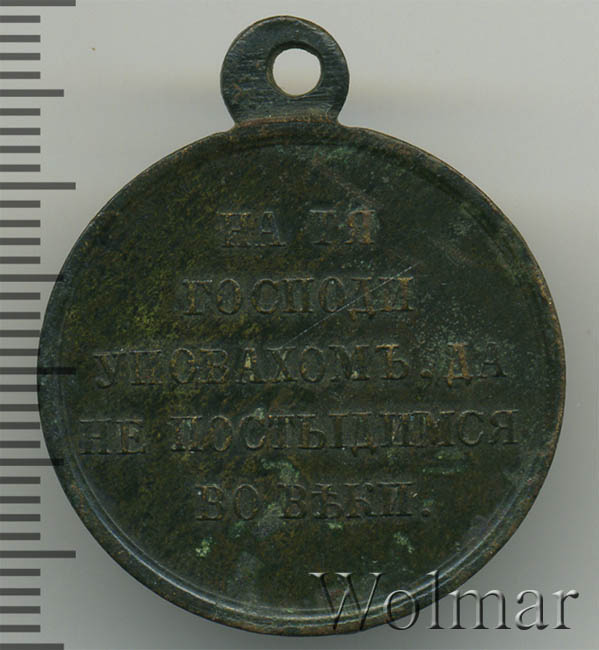 НА ТЯ
ГОСПОДИ
УПОВАХОМЪ. ДА
НЕ ПОСТЫДИМСЯ
ВО ВѢКИ.
Wolmar